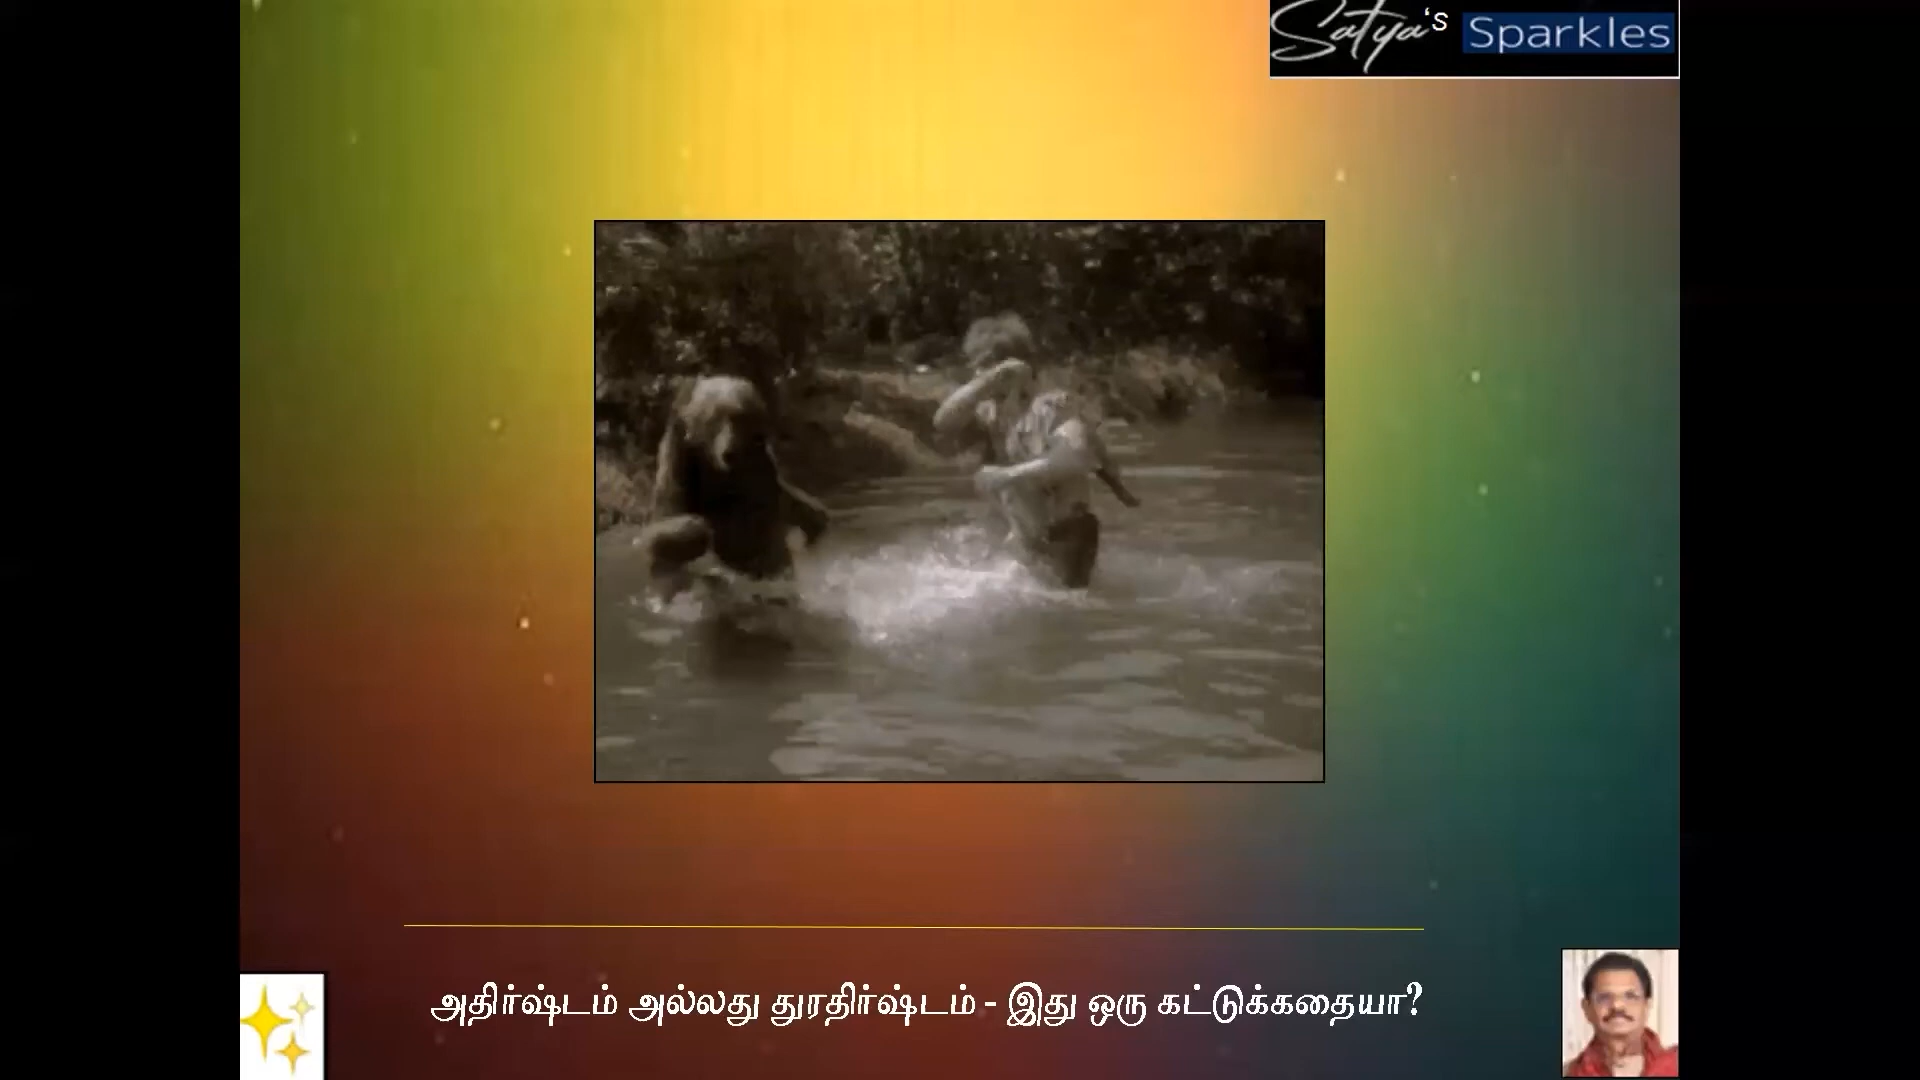 Satya's Sparkles
அதிர்ஷ்டம் அல்லது துரதிர்ஷ்டம் - இது ஒரு கட்டுக்கதையா?